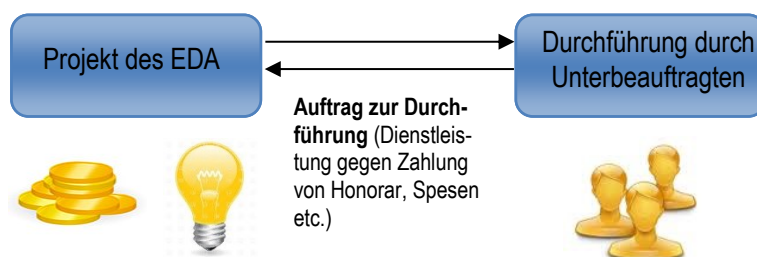 Projekt des EDA
Durchführung durch
Unterbeauftragten
Auftrag zur Durch-
führung (Dienstleis-
tung gegen Zahlung
von Honorar, Spesen
etc.)